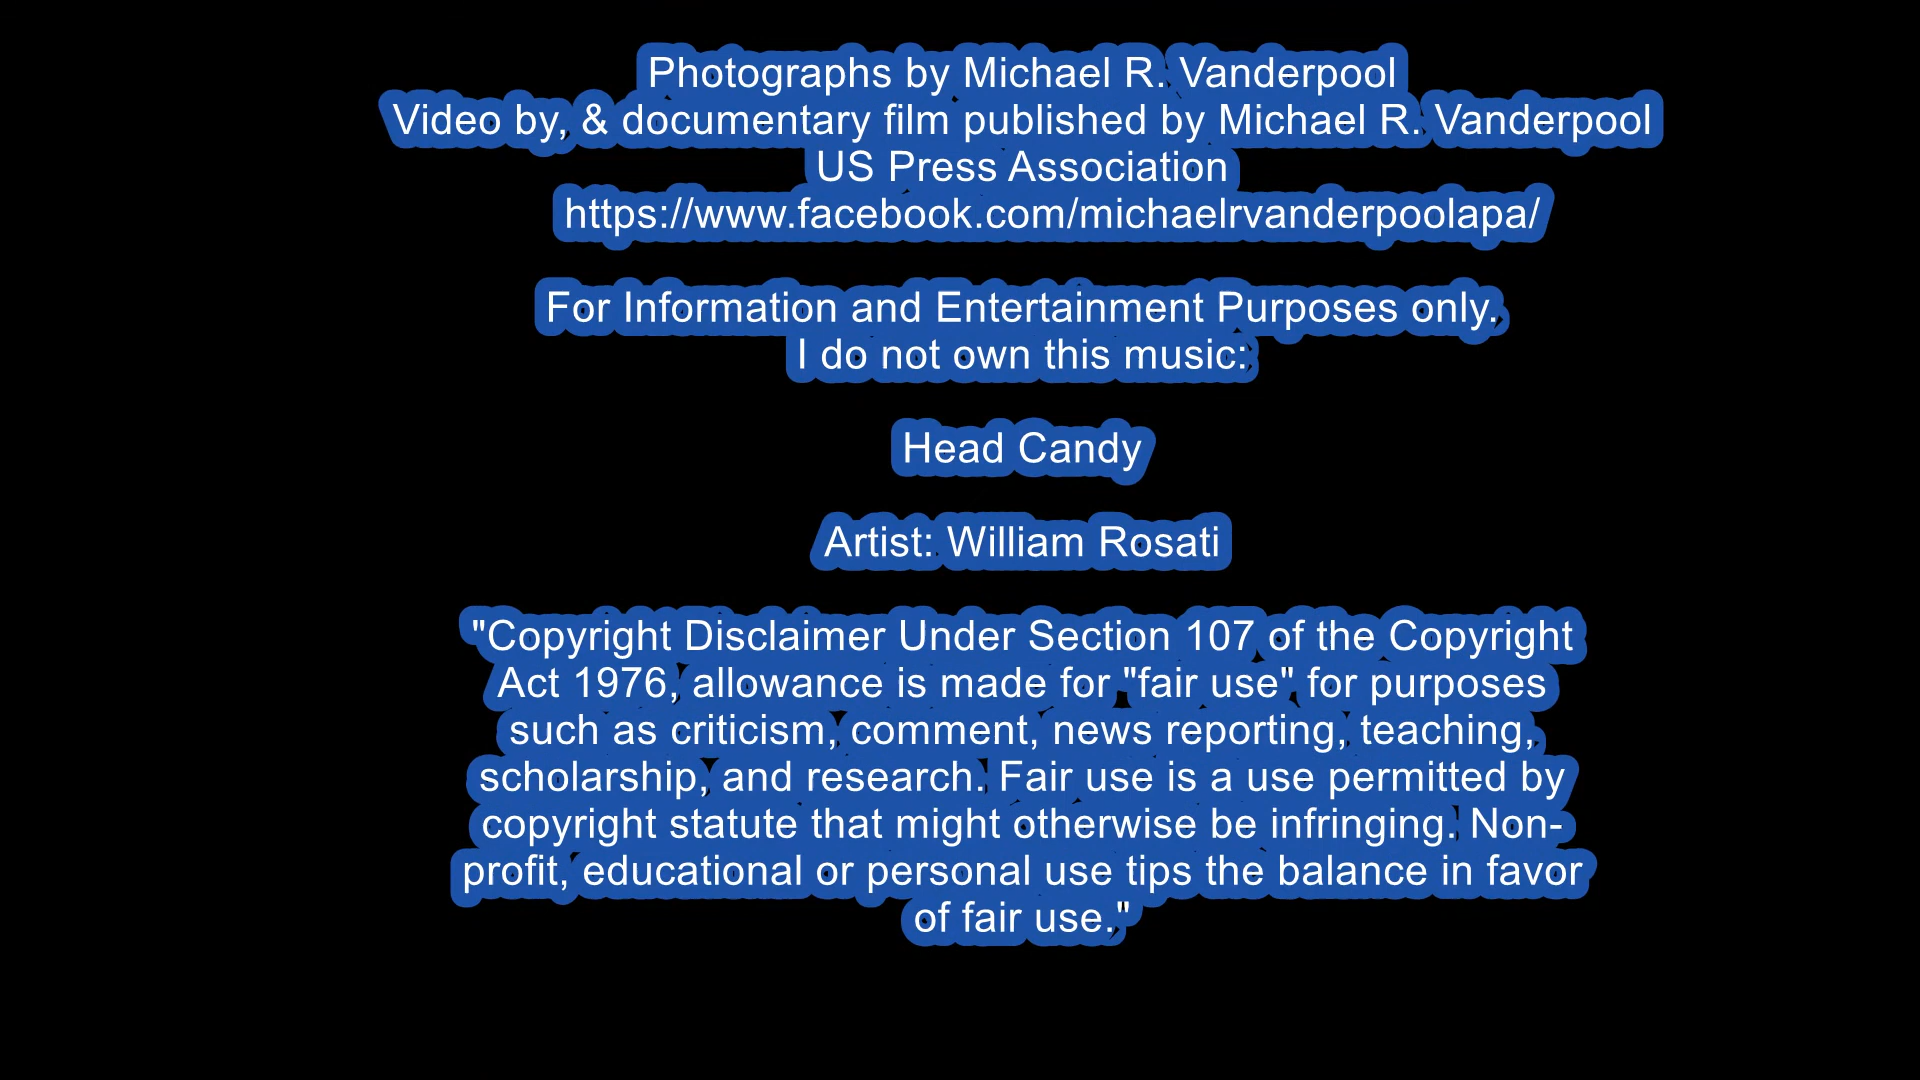 Photographs by Michael R. Vanderpool
Video by, & documentary film published by Michael R. Vanderpool
US Press Association
https://www.facebook.com/michaelrvanderpoolapa/
For Information and Entertainment Purposes only.
I do not own this music:
Head Candy
Artist: William Rosati
"Copyright Disclaimer Under Section 107 of the Copyright
Act 1976, allowance is made for "fair use" for purposes
such as criticism, comment, news reporting, teaching,
scholarship, and research. Fair use is a use permitted by
copyright statute that might otherwise be infringing. Non-
profit, educational or personal use tips the balance in favor
of fair use."